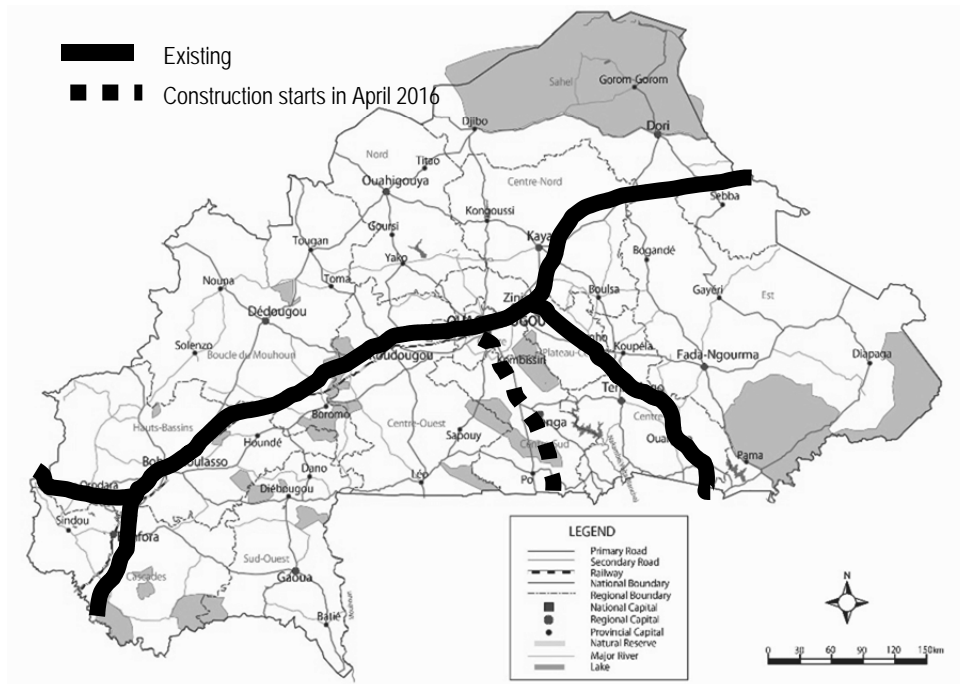 Existing
Construction starts in April 2016
Sahel
Gorom-Gorom
Djibo
Dori
Nord
Titao
Ouahigouya
Centre-Nord
Sebba
Kongoussi
Goursi
Tougan
Kaya
Bogandé
Yako
Nouna
Toma
Boulsa
Gayéri
Est
Dédougou
Solenzo
Boucle du Mouhoun
Koupéla
Fada-Ngourma
Diapaga
Boromo
Hauts-Bassins
Centre-Ouest
Sapouy
Houndé
Pama
Dano
Léo
Diébougou
Sindou
Sud-Ouest
Cascades
Gaoua
Batié
LEGEND
Primary Road
Secondary Road
Railway
National Boundary
Regional Boundary
National Capital
Regional Capital
Provincial Capital
Natural Reserve
Major River
Lake
N
0 30 60 90 120 150km